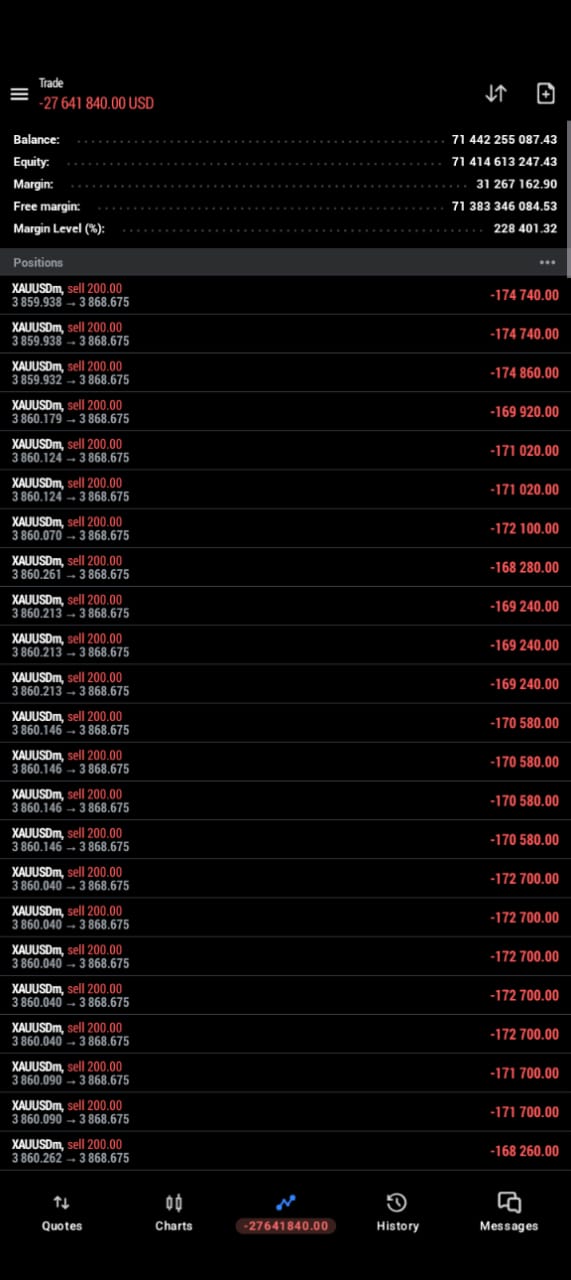 Trade
-27 641 840.00 USD
Balance: 71 442 255 087.43
Equity: 71 414 613 247.43
Margin: 31 267 162.90
Free margin: 71 383 346 084.53
Margin Level (%): 228 401.32
Positions
XAUUSDm, sell 200.00
3 859.938 → 3 868.675 -174 740.00
XAUUSDm, sell 200.00
3 859.938 → 3 868.675 -174 740.00
XAUUSDm, sell 200.00
3 859.932 → 3 868.675 -174 860.00
XAUUSDm, sell 200.00
3 860.179 → 3 868.675 -169 920.00
XAUUSDm, sell 200.00
3 860.124 → 3 868.675 -171 020.00
XAUUSDm, sell 200.00
3 860.124 → 3 868.675 -171 020.00
XAUUSDm, sell 200.00
3 860.070 → 3 868.675 -172 100.00
XAUUSDm, sell 200.00
3 860.261 → 3 868.675 -168 280.00
XAUUSDm, sell 200.00
3 860.213 → 3 868.675 -169 240.00
XAUUSDm, sell 200.00
3 860.213 → 3 868.675 -169 240.00
XAUUSDm, sell 200.00
3 860.213 → 3 868.675 -169 240.00
XAUUSDm, sell 200.00
3 860.146 → 3 868.675 -170 580.00
XAUUSDm, sell 200.00
3 860.146 → 3 868.675 -170 580.00
XAUUSDm, sell 200.00
3 860.146 → 3 868.675 -170 580.00
XAUUSDm, sell 200.00
3 860.146 → 3 868.675 -170 580.00
XAUUSDm, sell 200.00
3 860.040 → 3 868.675 -172 700.00
XAUUSDm, sell 200.00
3 860.040 → 3 868.675 -172 700.00
XAUUSDm, sell 200.00
3 860.040 → 3 868.675 -172 700.00
XAUUSDm, sell 200.00
3 860.040 → 3 868.675 -172 700.00
XAUUSDm, sell 200.00
3 860.040 → 3 868.675 -172 700.00
XAUUSDm, sell 200.00
3 860.090 → 3 868.675 -171 700.00
XAUUSDm, sell 200.00
3 860.090 → 3 868.675 -171 700.00
XAUUSDm, sell 200.00
3 860.262 → 3 868.675 -168 260.00
Quotes Charts -27641840.00 History Messages